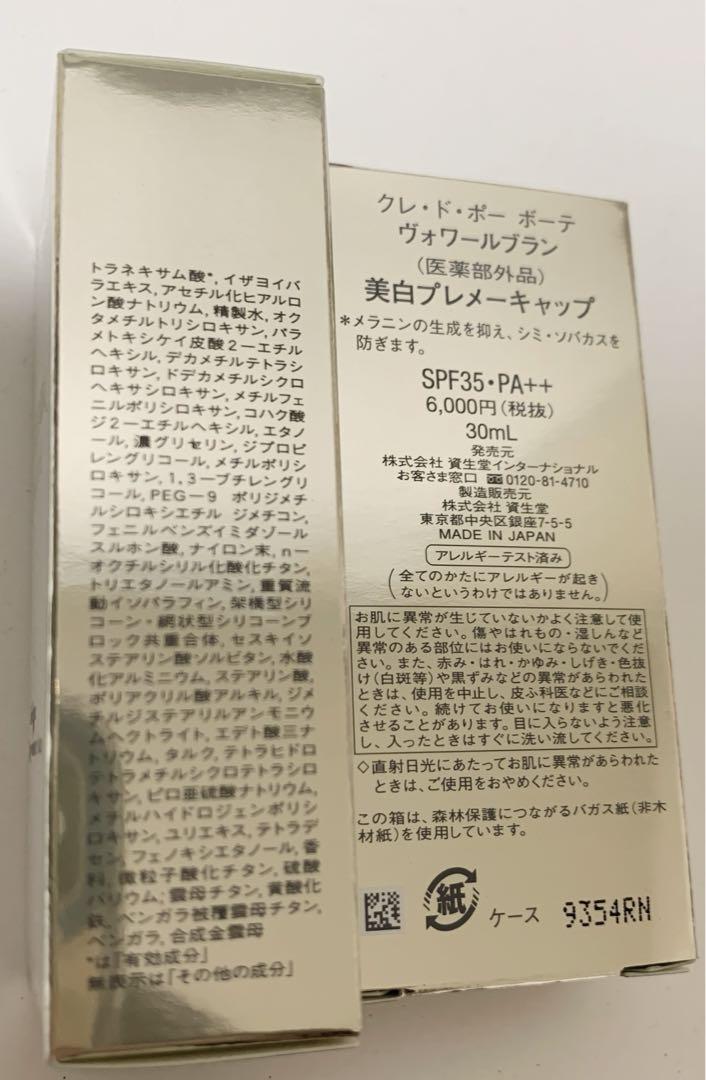 トラネキサム酸*, イザヨイバ
ラエキス, アセチル化ヒアルロ
ン酸ナトリウム, 精製水, オク
タメチルトリシロキサン, パラ
メトキシケイ皮酸2－エチル
ヘキシル, デカメチルテトラシ
ロキサン, ドデカメチルシクロ
ヘキサシロキサン, メチルフェ
ニルポリシロキサン, コハク酸
ジ2－エチルヘキシル, エタノ
ール, 濃グリセリン, ジプロピ
レングリコール, メチルポリシ
ロキサン, 1, 3－ブチレングリ
コール, PEG－9 ポリジメチ
ルシロキシエチル ジメチコン,
フェニルベンズイミダゾール
スルホン酸, ナイロン末, n－
オクチルシリル化酸化チタン,
トリエタノールアミン, 重質流
動イソパラフィン, 架橋型シリ
コーン・網状型シリコーンブ
ロック共重合体, セスキイソ
ステアリン酸ソルビタン, 水酸
化アルミニウム, ステアリン酸,
ポリアクリル酸アルキル, ジメ
チルジステアリルアンモニウ
ムヘクトライト, エデト酸三ナ
トリウム, タルク, テトラヒドロ
テトラメチルシクロテトラシロ
キサン, ピロ亜硫酸ナトリウム,
メチルハイドロジェンポリシ
ロキサン, ユリエキス, テトラデ
セン, フェノキシエタノール, 香
料, 微粒子酸化チタン, 硫酸
バリウム; 雲母チタン, 黄酸化
鉄, ベンガラ被覆雲母チタン,
ベンガラ, 合成金雲母
*は「有効成分」
無表示は「その他の成分」
クレ・ド・ポー ボーテ
ヴォワールブラン
（医薬部外品）
美白プレメーキャップ
＊メラニンの生成を抑え、シミ・ソバカスを
防ぎます。
SPF35・PA++
6,000円（税抜）
30mL
発売元
株式会社 資生堂インターナショナル
お客さま窓口 0120-81-4710
製造販売元
株式会社 資生堂
東京都中央区銀座7-5-5
MADE IN JAPAN
アレルギーテスト済み
（全てのかたにアレルギーが起き
ないというわけではありません。）
お肌に異常が生じていないかよく注意して使
用してください。傷やはれもの・湿しんなど
異常のある部位にはお使いにならないでくだ
さい。また、赤み・はれ・かゆみ・しげき・色抜
け（白斑等）や黒ずみなどの異常があらわれた
ときは、使用を中止し、皮ふ科医などにご相談
ください。続けてお使いになりますと悪化
させることがあります。目に入らないよう注意
し、入ったときはすぐに洗い流してください。
◇直射日光にあたってお肌に異常があらわれた
ときは、ご使用をおやめください。
この箱は、森林保護につながるバガス紙（非木
材紙）を使用しています。
紙 ケース 9354RN